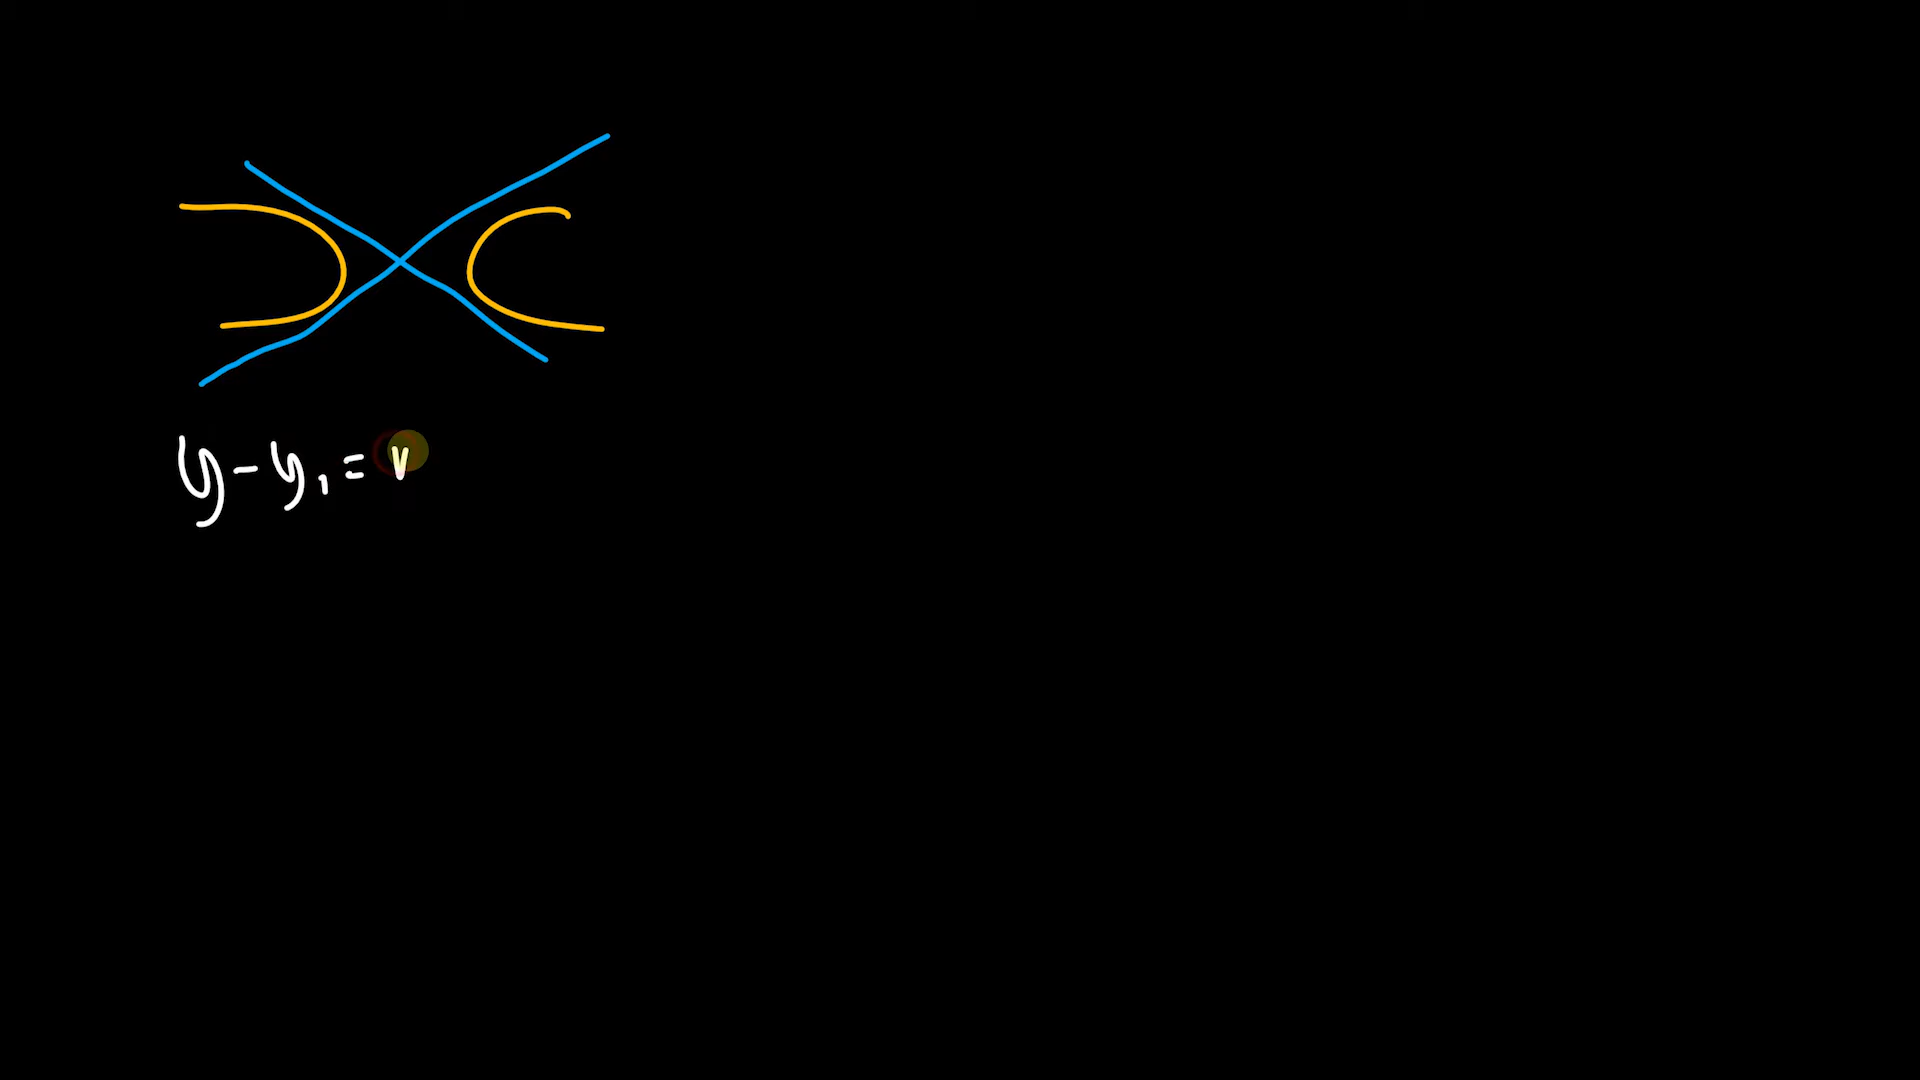 y - y₁ = v